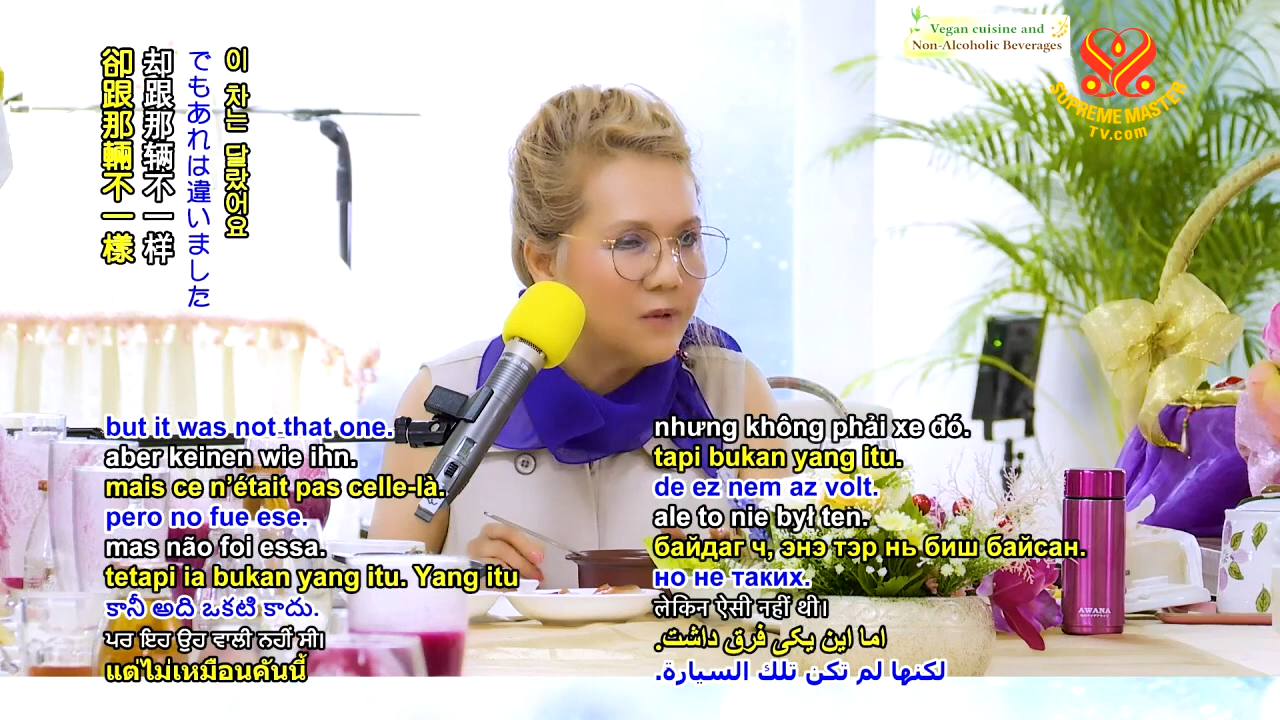 Vegan cuisine and
Non-Alcoholic Beverages
SUPREME MASTER
TV.com
이 차는 달랐어요
でもあれは違いました
却跟那辆不一样
卻跟那輛不一樣
but it was not that one.
aber keinen wie ihn.
mais ce n’était pas celle-là.
pero no fue ese.
mas não foi essa.
tetapi ia bukan yang itu. Yang itu
కానీ అది ఒకటి కాదు.
ਪਰ ਇਹ ਉਹ ਵਾਲੀ ਨਹੀਂ ਸੀ।
แต่ไม่เหมือนคันนี้
nhưng không phải xe đó.
tapi bukan yang itu.
de ez nem az volt.
ale to nie był ten.
байдаг ч, энэ тэр нь биш байсан.
но не таких.
लेकिन ऐसी नहीं थी।
اما این یکی فرق داشت.
لكنها لم تكن تلك السيارة.
AWANA